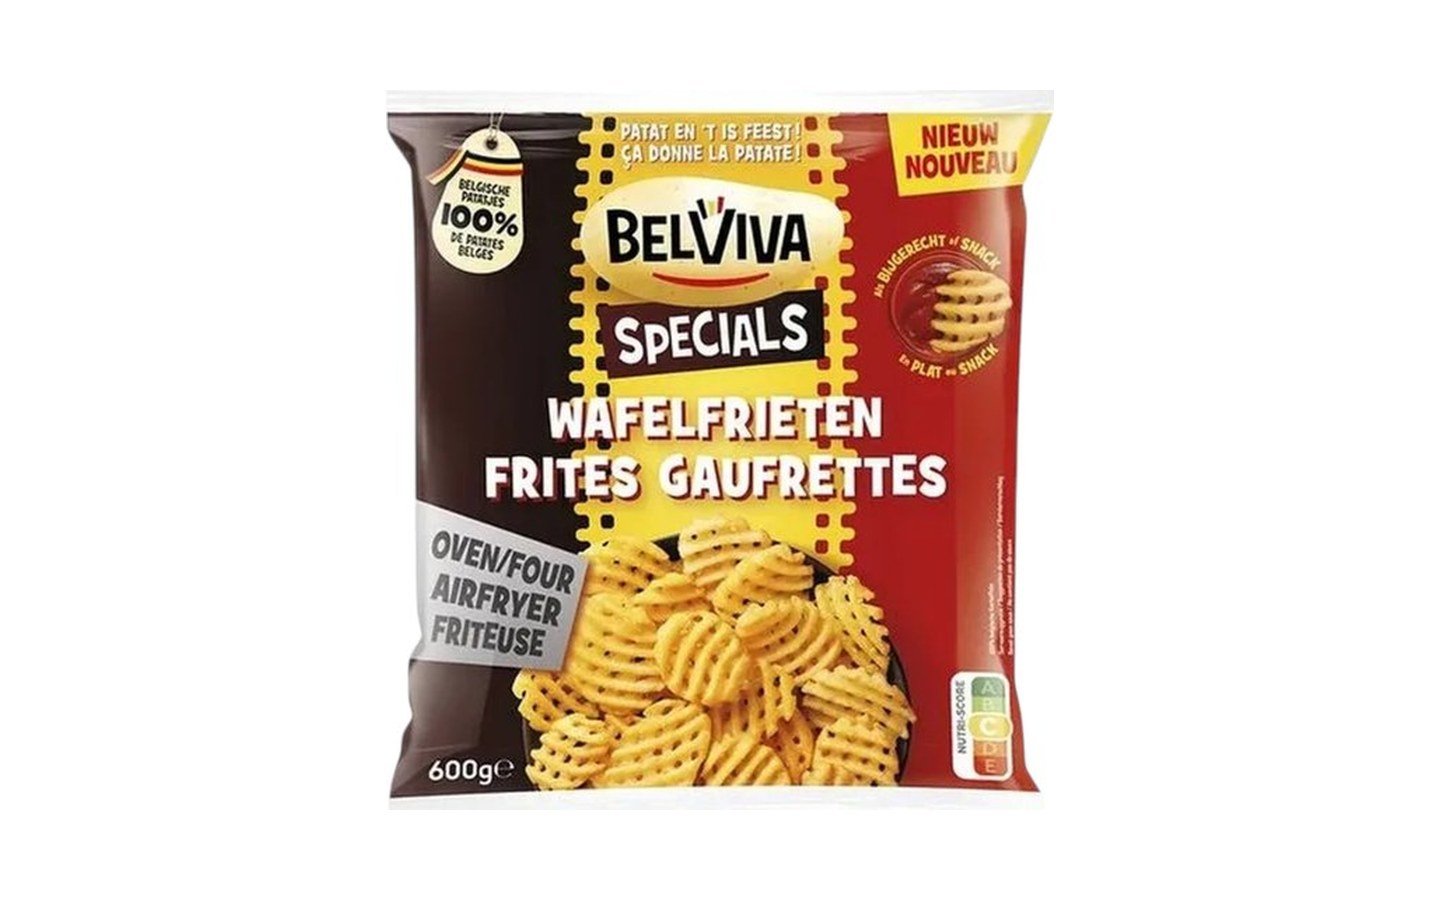 PATAT EN 'T IS FEEST!
ÇA DONNE LA PATATE!
NIEUW
NOUVEAU
BELGISCHE
PATATJES
100%
DE PATATES
BELGES
BELVIVA
SPECIALS
Als BIJGERECHT of SNACK
En PLAT ou SNACK
WAFELFRIETEN
FRITES GAUFRETTES
OVEN/FOUR
AIRFRYER
FRITEUSE
NUTRI-SCORE
A
B
C
D
E
600g℮